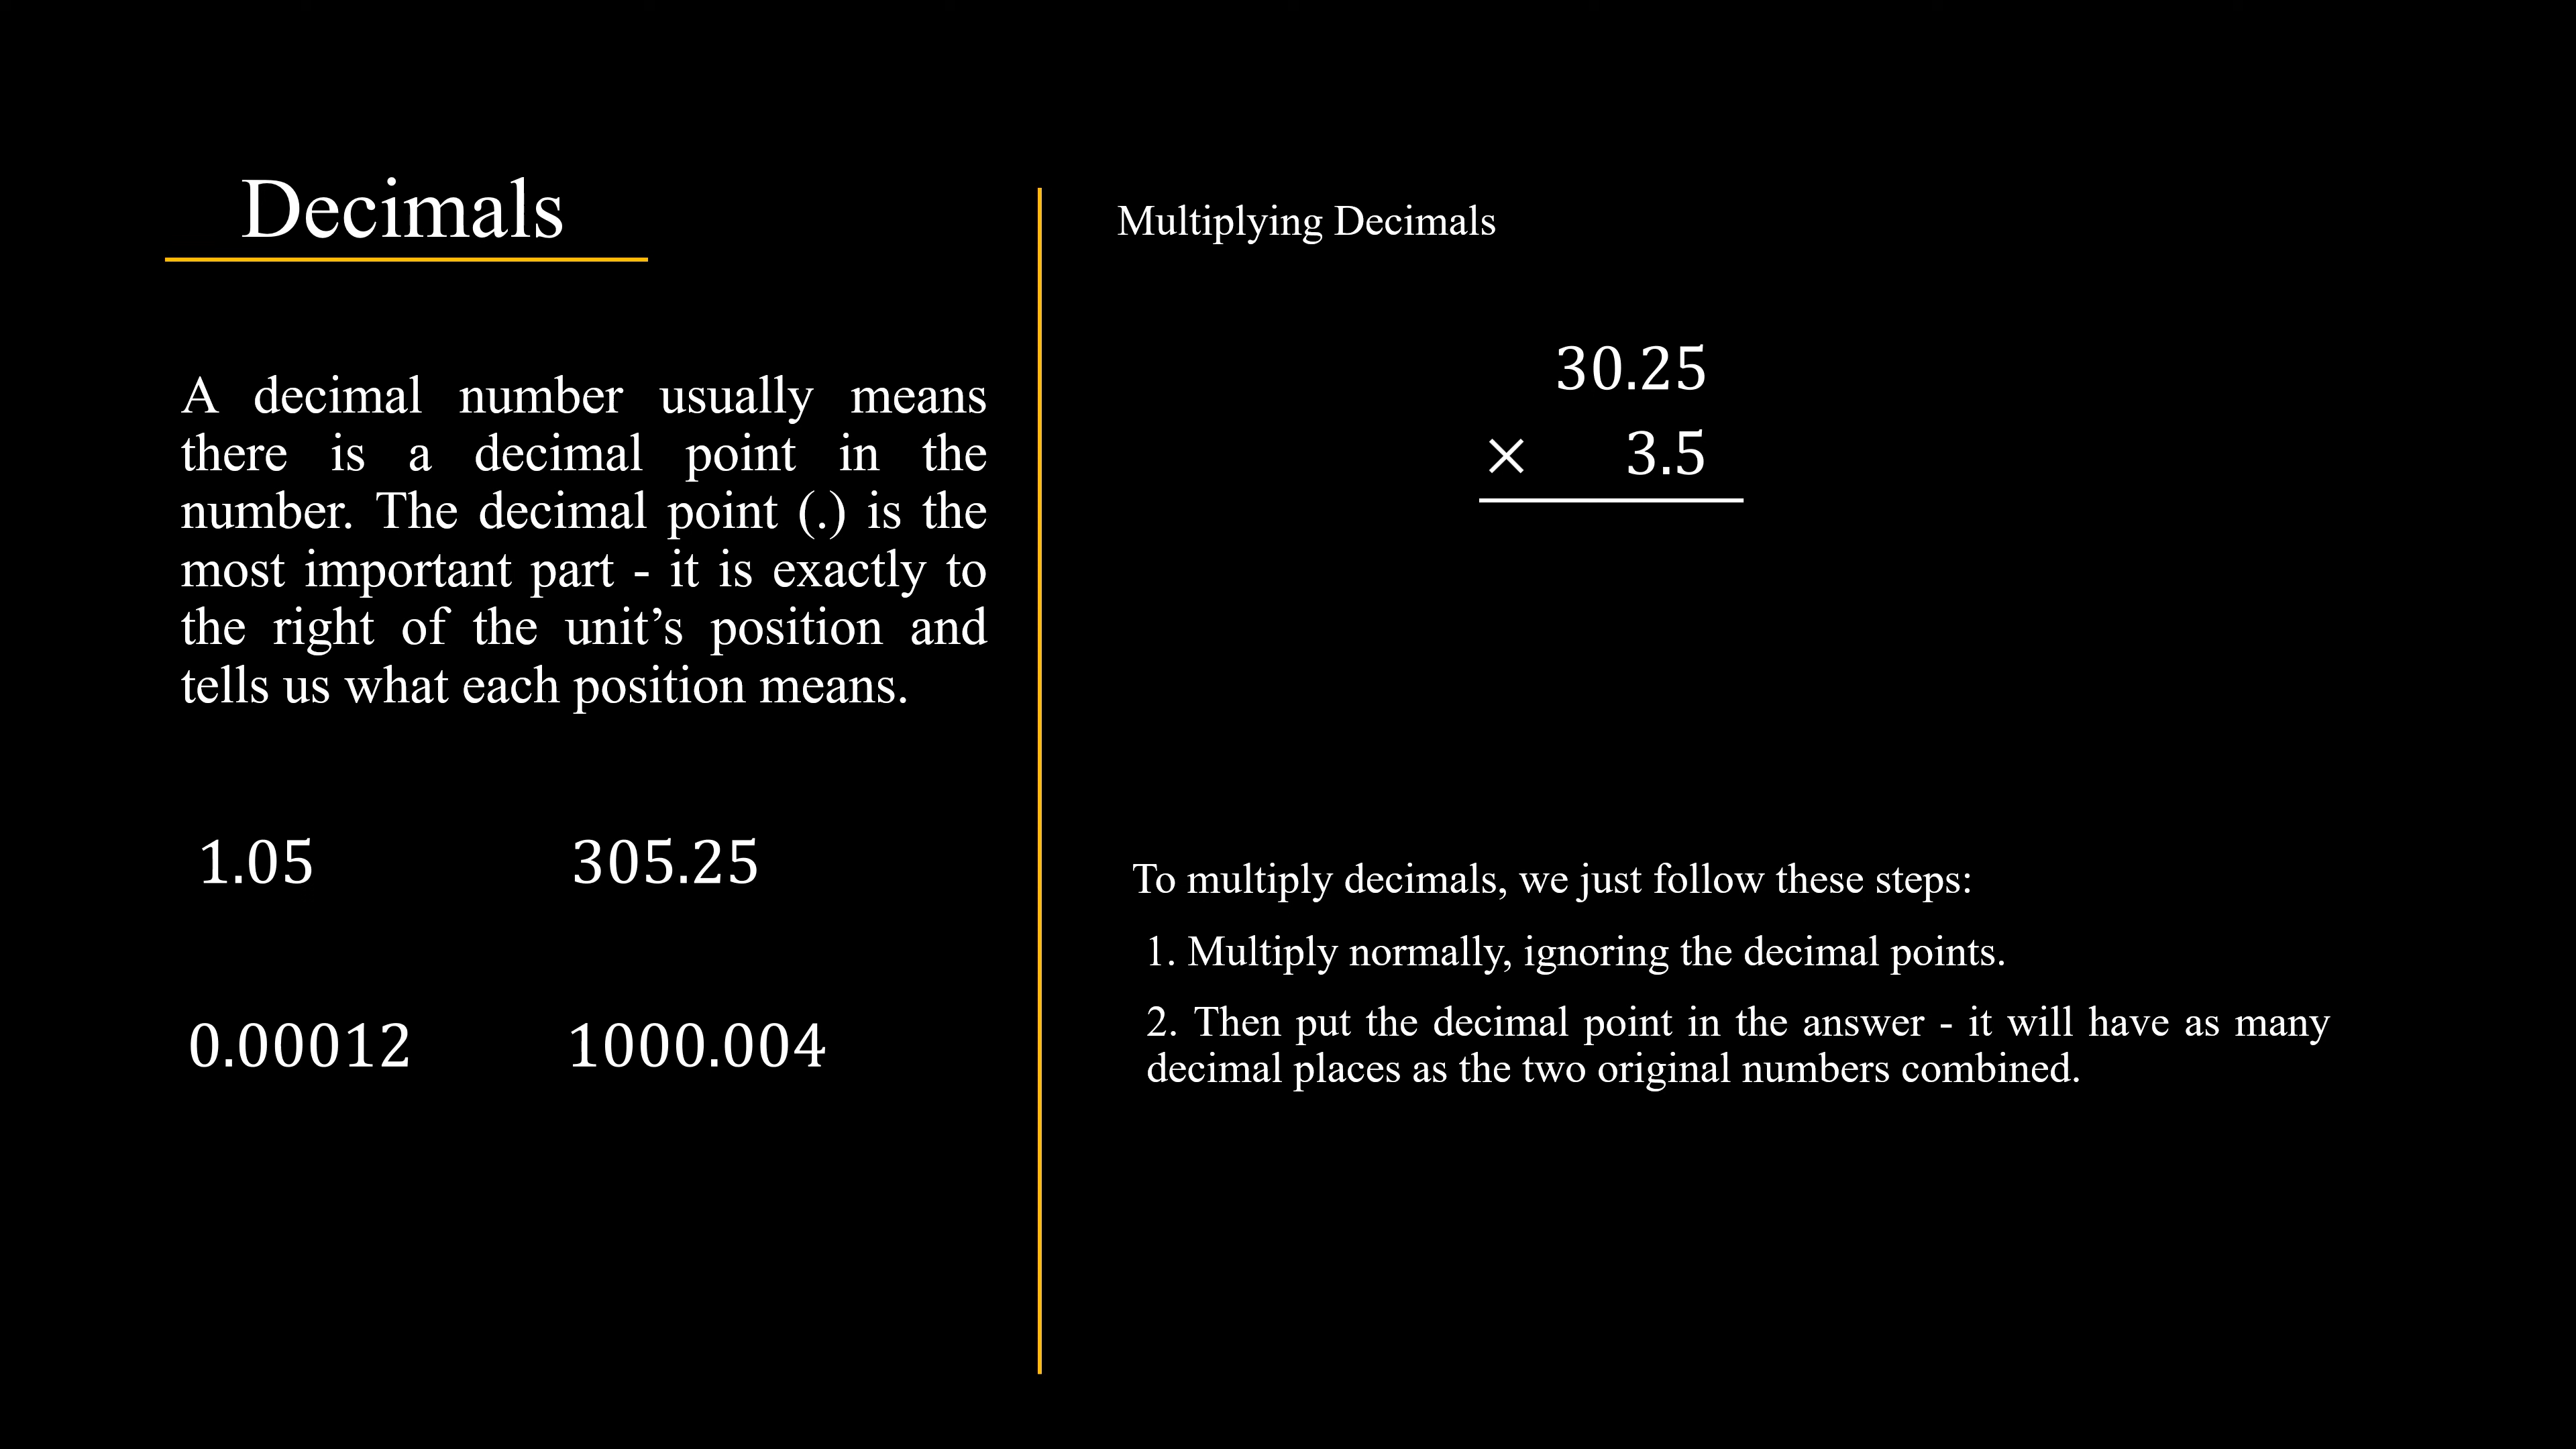 Decimals
A decimal number usually means
there is a decimal point in the
number. The decimal point (.) is the
most important part - it is exactly to
the right of the unit’s position and
tells us what each position means.
1.05 305.25
0.00012 1000.004
Multiplying Decimals
30.25
× 3.5
To multiply decimals, we just follow these steps:
1. Multiply normally, ignoring the decimal points.
2. Then put the decimal point in the answer - it will have as many
decimal places as the two original numbers combined.